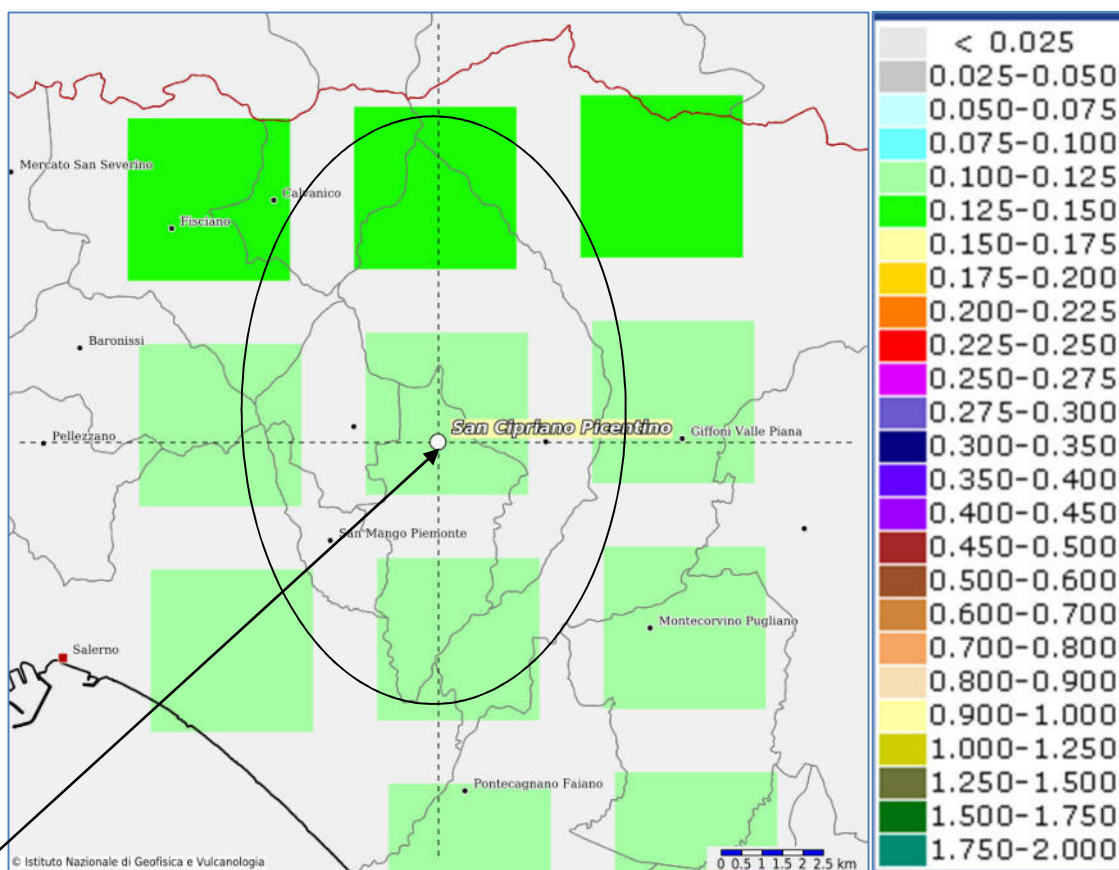 Mercato San Severino
Calvanico
Fisciano
Baronissi
San Cipriano Picentino
Pellezzano
Giffoni Valle Piana
San Mango Piemonte
Montecorvino Pugliano
Salerno
Pontecagnano Faiano
© Istituto Nazionale di Geofisica e Vulcanologia
0 0.5 1 1.5 2 2.5 km
< 0.025
0.025-0.050
0.050-0.075
0.075-0.100
0.100-0.125
0.125-0.150
0.150-0.175
0.175-0.200
0.200-0.225
0.225-0.250
0.250-0.275
0.275-0.300
0.300-0.350
0.350-0.400
0.400-0.450
0.450-0.500
0.500-0.600
0.600-0.700
0.700-0.800
0.800-0.900
0.900-1.000
1.000-1.250
1.250-1.500
1.500-1.750
1.750-2.000